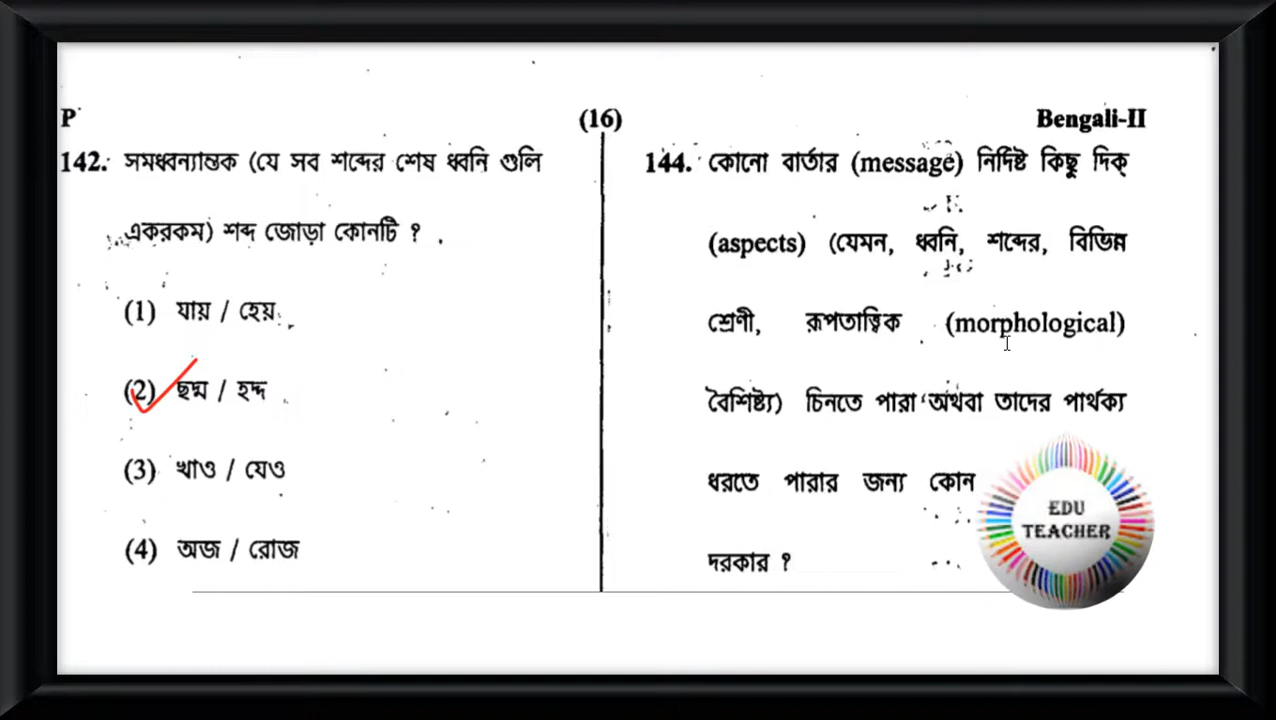 P (16) Bengali-II
142. সমধ্বন্যান্তক (যে সব শব্দের শেষ ধ্বনি গুলি
একরকম) শব্দ জোড়া কোনটি ?
(1) যায় / হেয়
(2) ছদ্ম / হদ্দ
(3) খাও / যেও
(4) অজ / রোজ
144. কোনো বার্তার (message) নির্দিষ্ট কিছু দিক্
(aspects) (যেমন, ধ্বনি, শব্দের, বিভিন্ন
শ্রেণী, রূপতাত্ত্বিক (morphological)
বৈশিষ্ট্য) চিনতে পারা অথবা তাদের পার্থক্য
ধরতে পারার জন্য কোন
দরকার ?
EDU
TEACHER